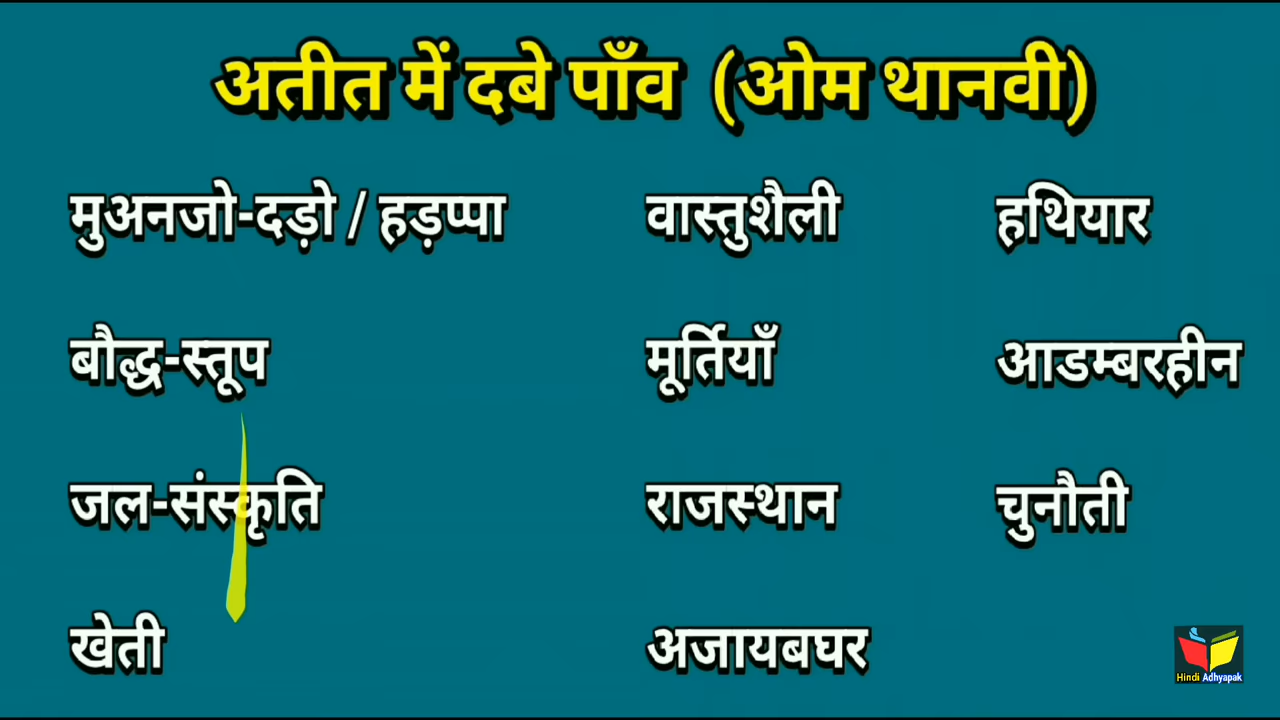 अतीत में दबे पाँव (ओम थानवी)
मुअनजो-दड़ो / हड़प्पा
वास्तुशैली
हथियार
बौद्ध-स्तूप
मूर्तियाँ
आडम्बरहीन
जल-संस्कृति
राजस्थान
चुनौती
खेती
अजायबघर
Hindi Adhyapak